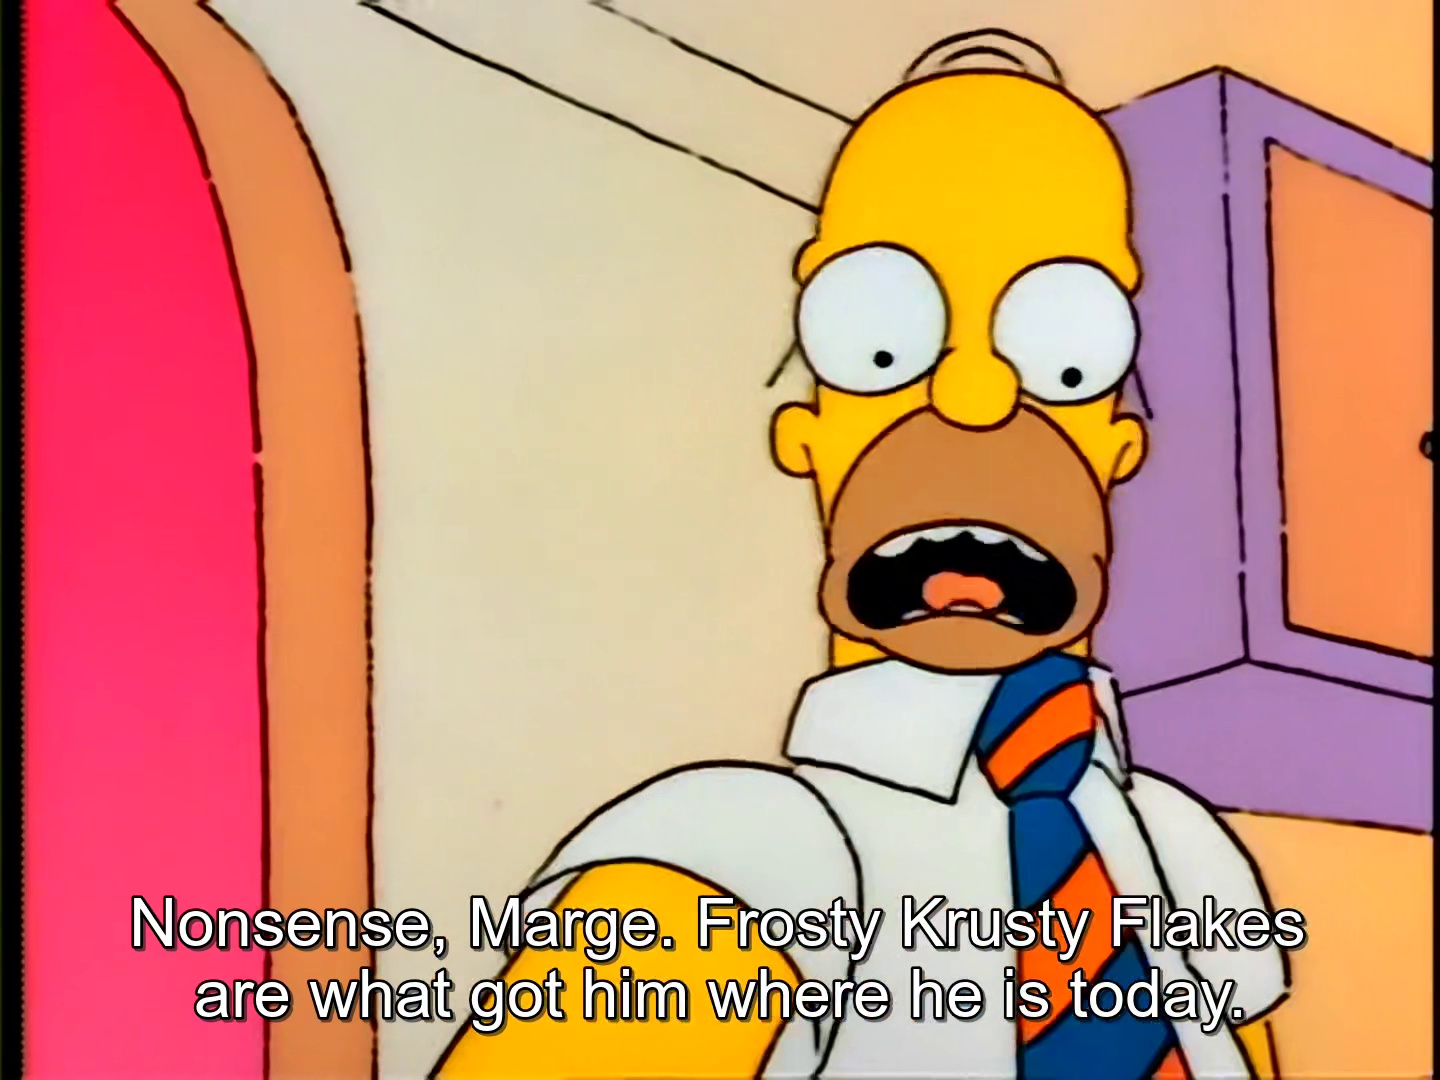 Nonsense, Marge. Frosty Krusty Flakes
are what got him where he is today.